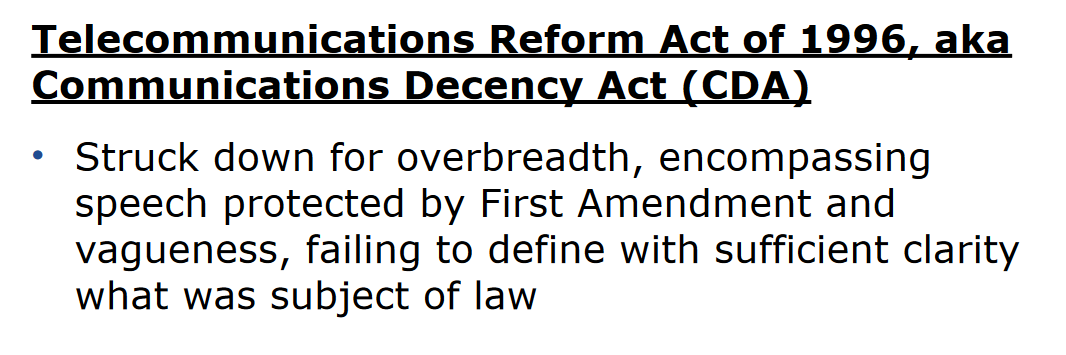 Telecommunications Reform Act of 1996, aka
Communications Decency Act (CDA)
• Struck down for overbreadth, encompassing
speech protected by First Amendment and
vagueness, failing to define with sufficient clarity
what was subject of law